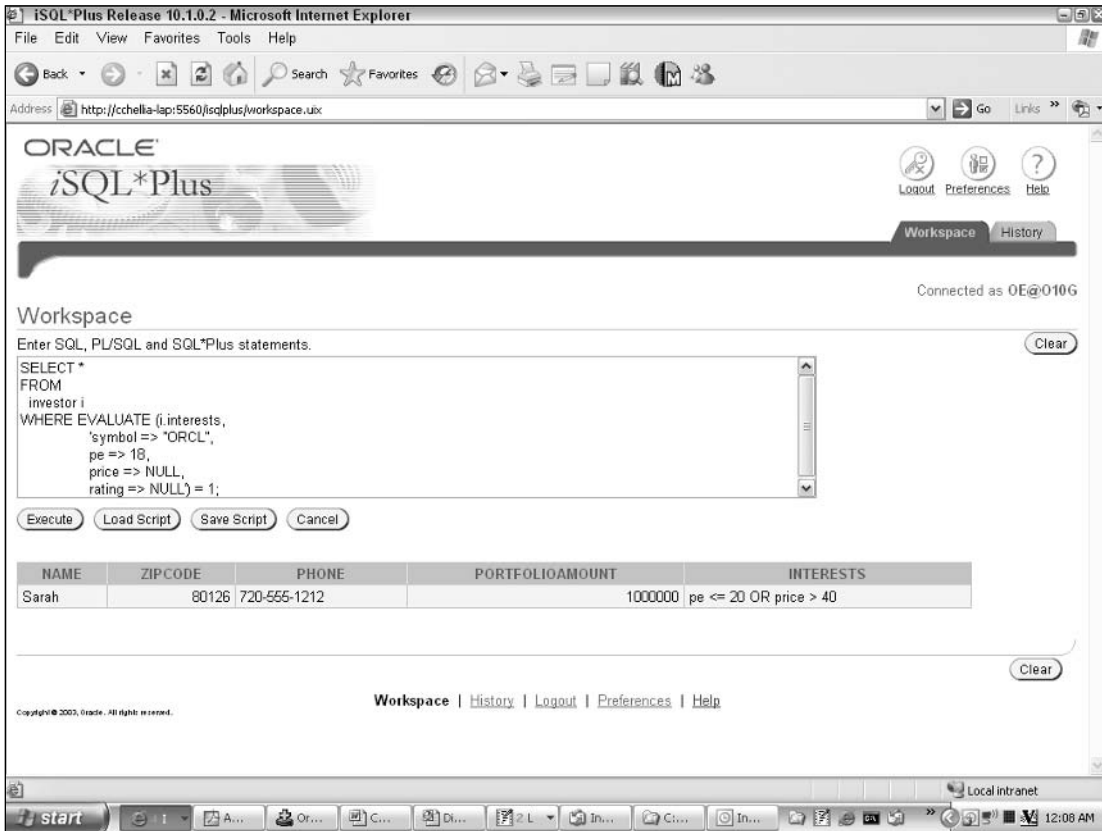 iSQL*Plus Release 10.1.0.2 - Microsoft Internet Explorer
File Edit View Favorites Tools Help
Back Search Favorites
Address http://cchellia-lap:5560/isqlplus/workspace.uix Go Links »
ORACLE
iSQL*Plus
Logout Preferences Help
Workspace History
Connected as OE@O10G
Workspace
Enter SQL, PL/SQL and SQL*Plus statements.
Clear
SELECT *
FROM
investor i
WHERE EVALUATE (i.interests,
'symbol => "ORCL",
pe => 18,
price => NULL,
rating => NULL') = 1;
Execute Load Script Save Script Cancel
NAME ZIPCODE PHONE PORTFOLIOAMOUNT INTERESTS
Sarah 80126 720-555-1212 1000000 pe <= 20 OR price > 40
Clear
Workspace | History | Logout | Preferences | Help
Copyright © 2003, Oracle. All rights reserved.
Local intranet
start A... Or... C... Di... 2 L In... C:... In... » 12:08 AM